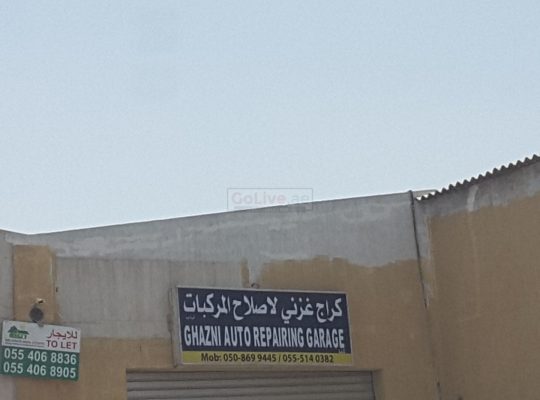 GoLive.ae
كراج غزني لاصلاح المركبات
GHAZNI AUTO REPAIRING GARAGE
Mob: 050-869 9445 / 055-514 0382
للايجار
TO LET
055 406 8836
055 406 8905